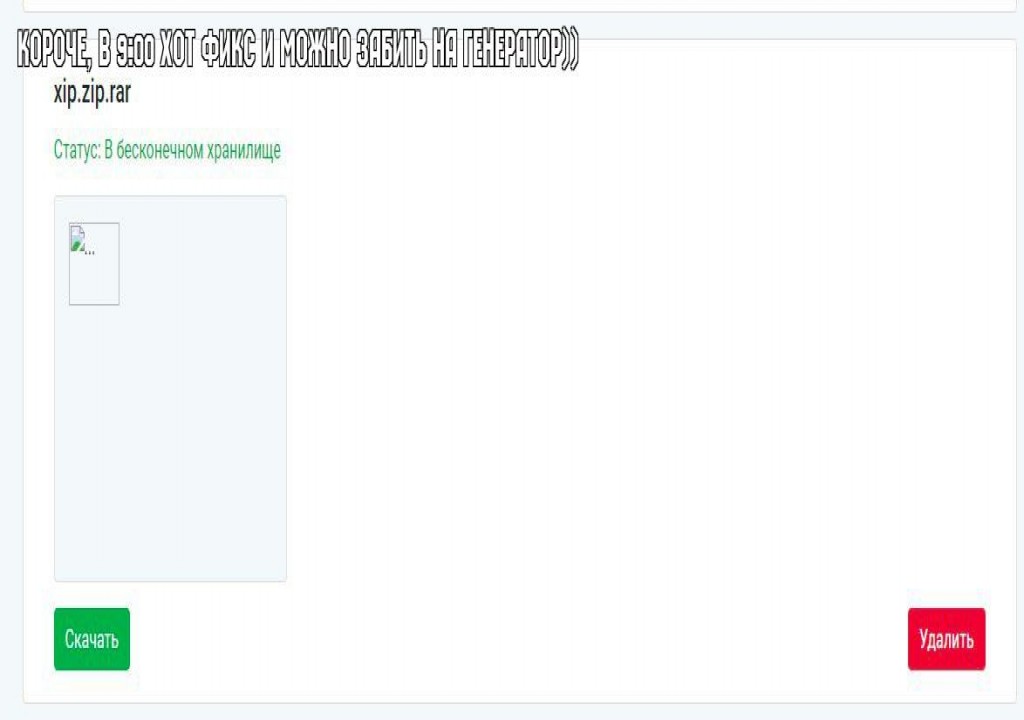 КОРОЧЕ, В 9:00 ХОТ ФИКС И МОЖНО ЗАБИТЬ НА ГЕНЕРАТОР))
xip.zip.rar
Статус: В бесконечном хранилище
...
Скачать
Удалить